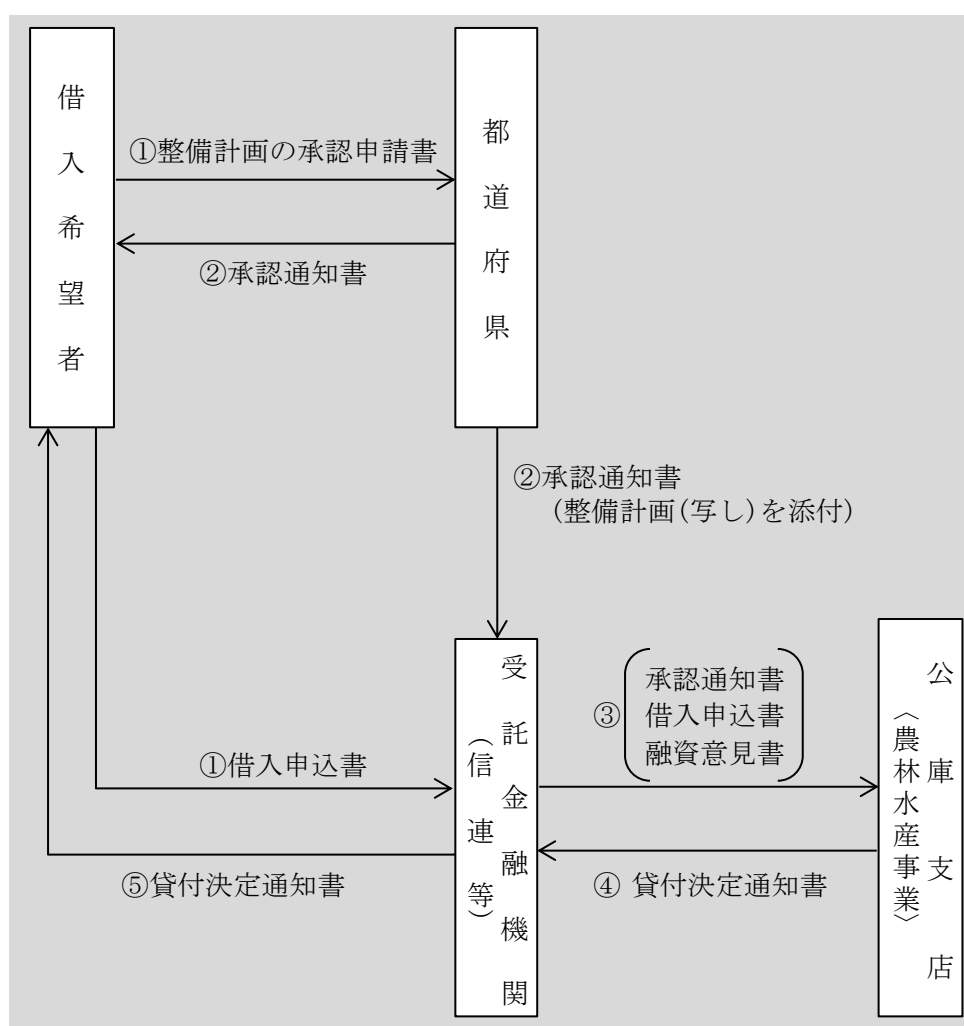 借入希望者
都道府県
①整備計画の承認申請書
②承認通知書
②承認通知書
(整備計画(写し)を添付)
受託金融機関
(信連等)
①借入申込書
⑤貸付決定通知書
③
承認通知書
借入申込書
融資意見書
④ 貸付決定通知書
公庫支店
〈農林水産事業〉